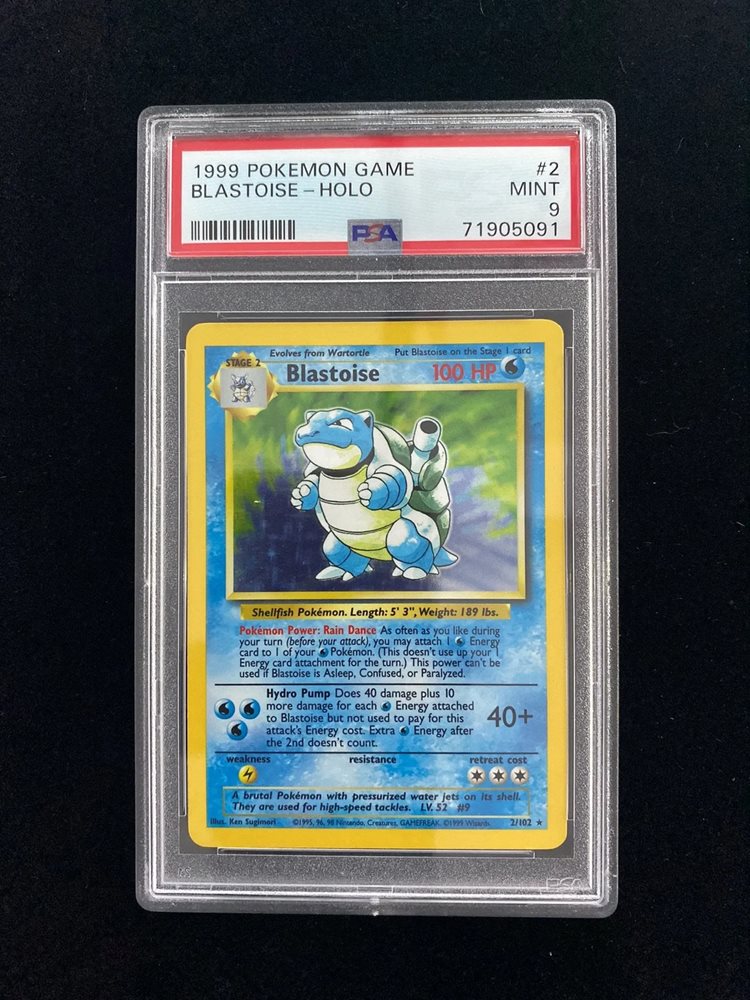 1999 POKEMON GAME #2
BLASTOISE – HOLO MINT
9
PSA 71905091
STAGE 2 Evolves from Wartortle Put Blastoise on the Stage 1 card
Blastoise 100 HP
Shellfish Pokémon. Length: 5' 3", Weight: 189 lbs.
Pokémon Power: Rain Dance As often as you like during
your turn (before your attack), you may attach 1 Energy
card to 1 of your Pokémon. (This doesn't use up your 1
Energy card attachment for the turn.) This power can't be
used if Blastoise is Asleep, Confused, or Paralyzed.
Hydro Pump Does 40 damage plus 10
more damage for each Energy attached
to Blastoise but not used to pay for this
attack's Energy cost. Extra Energy after
the 2nd doesn't count.
40+
weakness resistance retreat cost
A brutal Pokémon with pressurized water jets on its shell.
They are used for high-speed tackles. LV. 52 #9
Illus. Ken Sugimori ©1995, 96, 98 Nintendo, Creatures, GAMEFREAK. ©1999 Wizards. 2/102 ★
PSA